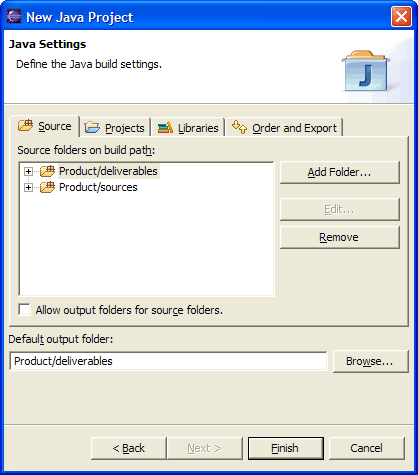 New Java Project
Java Settings
Define the Java build settings.
Source Projects Libraries Order and Export
Source folders on build path:
Product/deliverables
Product/sources
Add Folder...
Edit...
Remove
Allow output folders for source folders.
Default output folder:
Product/deliverables
Browse...
< Back Next > Finish Cancel